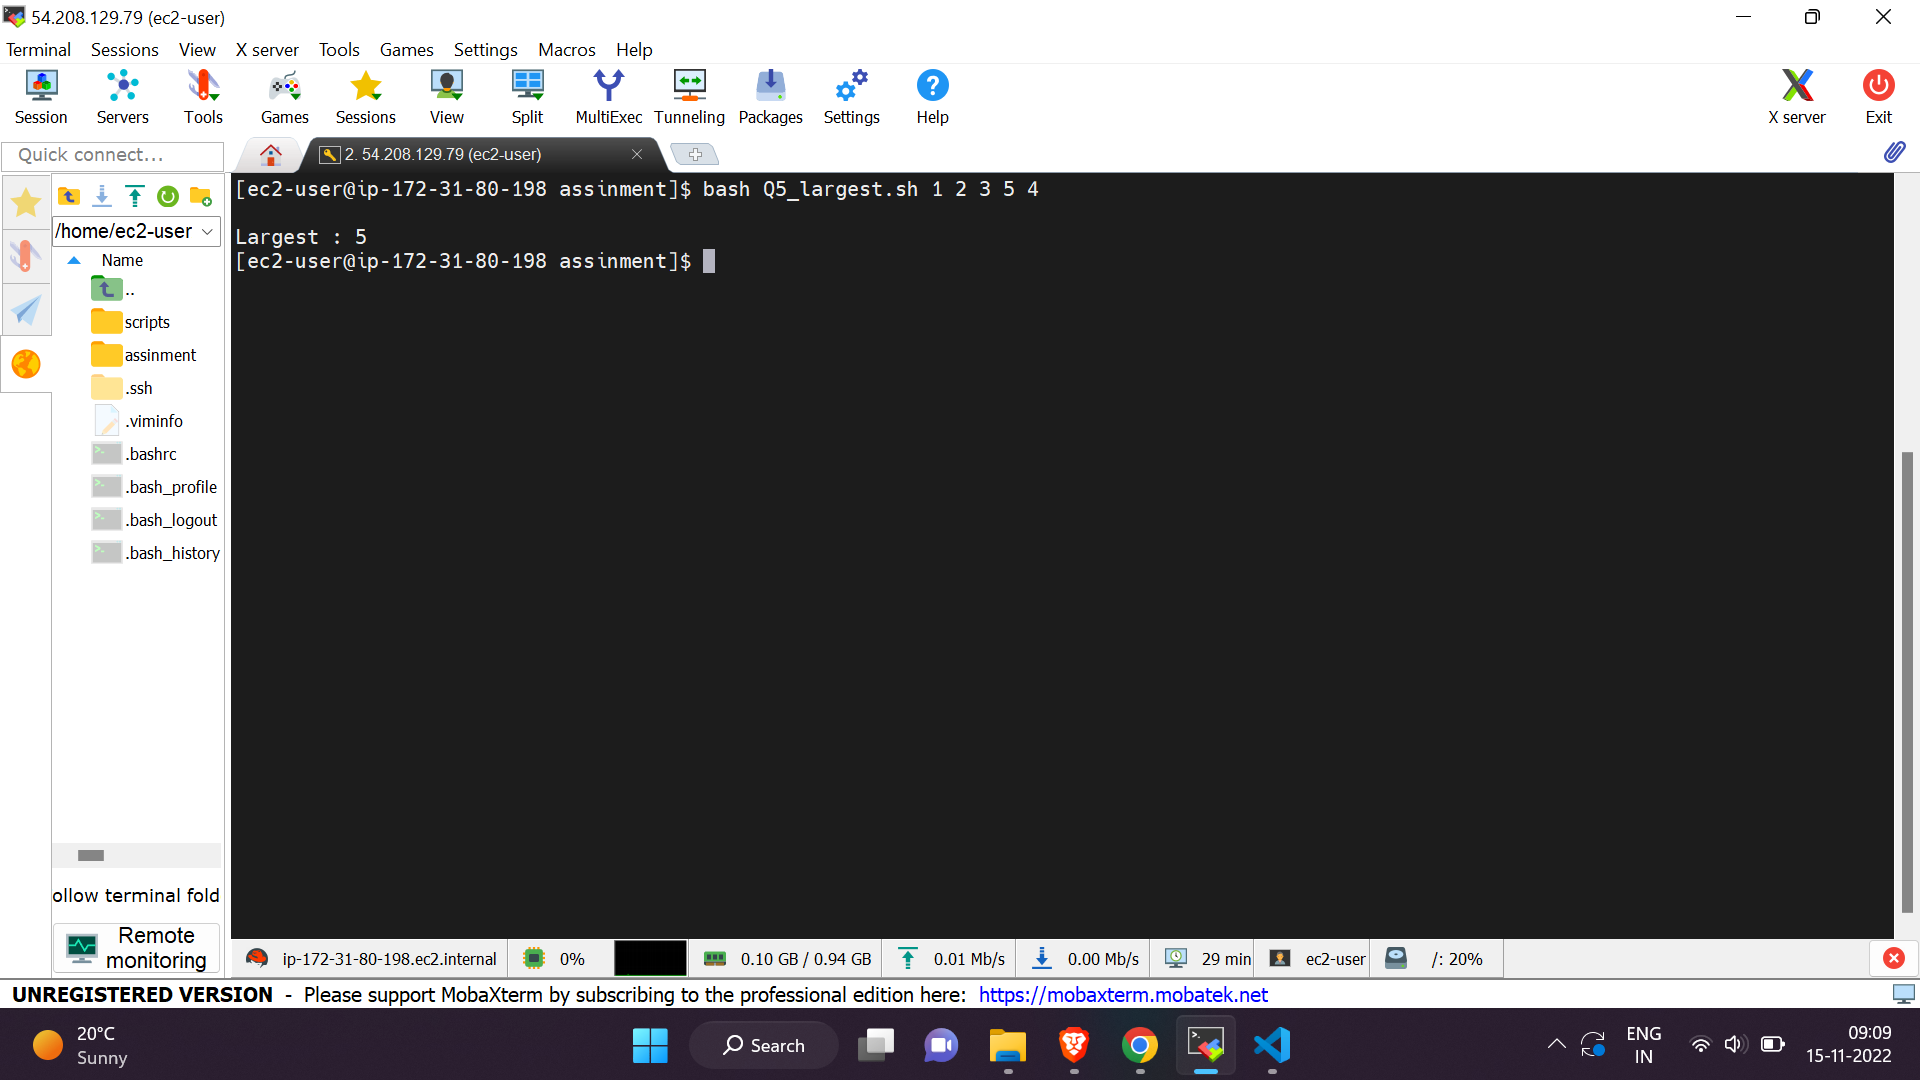 54.208.129.79 (ec2-user)
Terminal Sessions View X server Tools Games Settings Macros Help
Session Servers Tools Games Sessions View Split MultiExec Tunneling Packages Settings Help X server Exit
Quick connect...
2. 54.208.129.79 (ec2-user)
[ec2-user@ip-172-31-80-198 assinment]$ bash Q5_largest.sh 1 2 3 5 4
Largest : 5
[ec2-user@ip-172-31-80-198 assinment]$
/home/ec2-user
Name
..
scripts
assinment
.ssh
.viminfo
.bashrc
.bash_profile
.bash_logout
.bash_history
ollow terminal fold
Remote
monitoring
ip-172-31-80-198.ec2.internal 0% 0.10 GB / 0.94 GB 0.01 Mb/s 0.00 Mb/s 29 min ec2-user /: 20%
UNREGISTERED VERSION - Please support MobaXterm by subscribing to the professional edition here: https://mobaxterm.mobatek.net
20°C
Sunny
Search
ENG
IN
09:09
15-11-2022